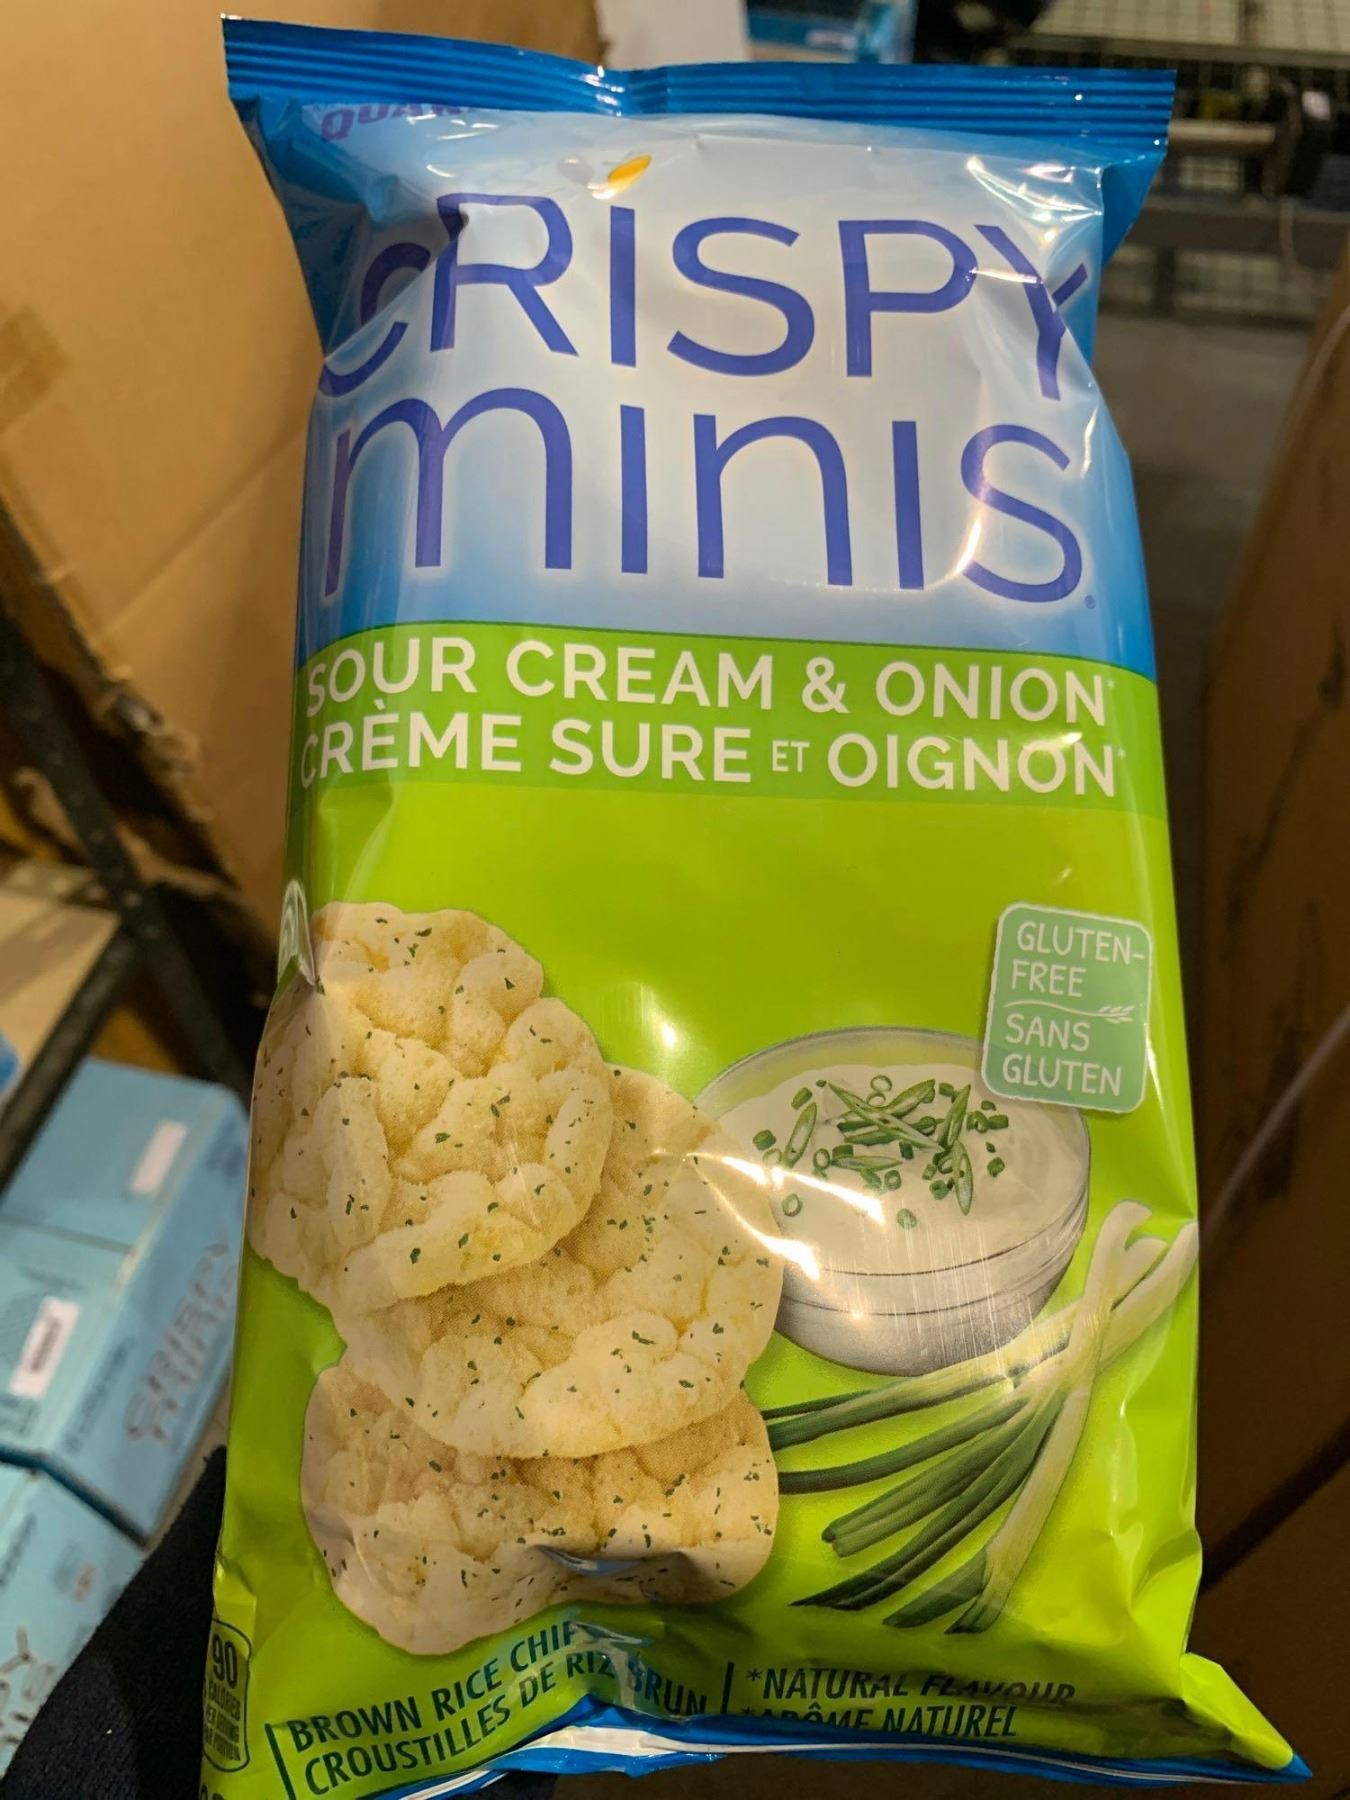 CRISPY
MINIS®
SOUR CREAM & ONION*
CRÈME SURE ET OIGNON*
GLUTEN-
FREE
SANS
GLUTEN
90
CALORIES
BROWN RICE CHIPS
CROUSTILLES DE RIZ BRUN
*NATURAL FLAVOUR
*ARÔME NATUREL